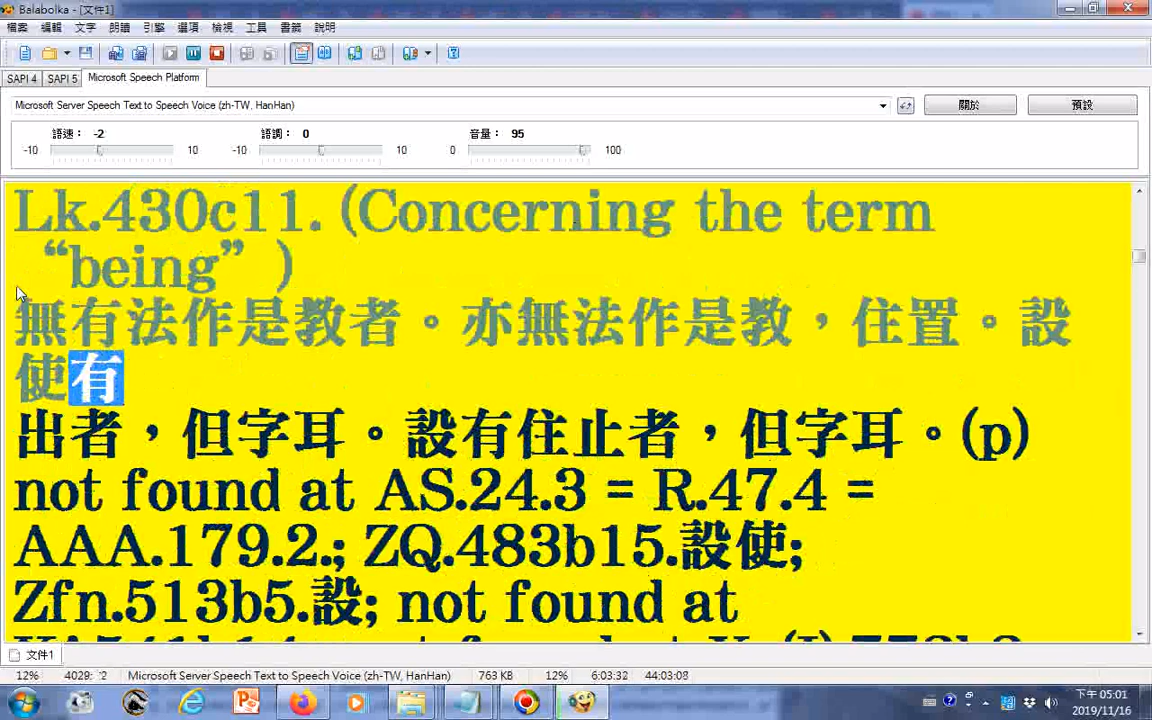 Balabolka - [文件1]
檔案 編輯 文字 朗讀 引擎 選項 檢視 工具 書籤 說明
SAPI 4 SAPI 5 Microsoft Speech Platform
Microsoft Server Speech Text to Speech Voice (zh-TW, HanHan) 關於 預設
語速： -2 語調： 0 音量： 95
-10 10 -10 10 0 100
Lk.430c11. (Concerning the term
“being” )
無有法作是教者。亦無法作是教，住置。設
使有
出者，但字耳。設有住止者，但字耳。(p)
not found at AS.24.3 = R.47.4 =
AAA.179.2.; ZQ.483b15.設使;
Zfn.513b5.設; not found at
文件1
12% Microsoft Server Speech Text to Speech Voice (zh-TW, HanHan) 763 KB 12% 6:03:32 44:03:08
下午 05:01
2019/11/16